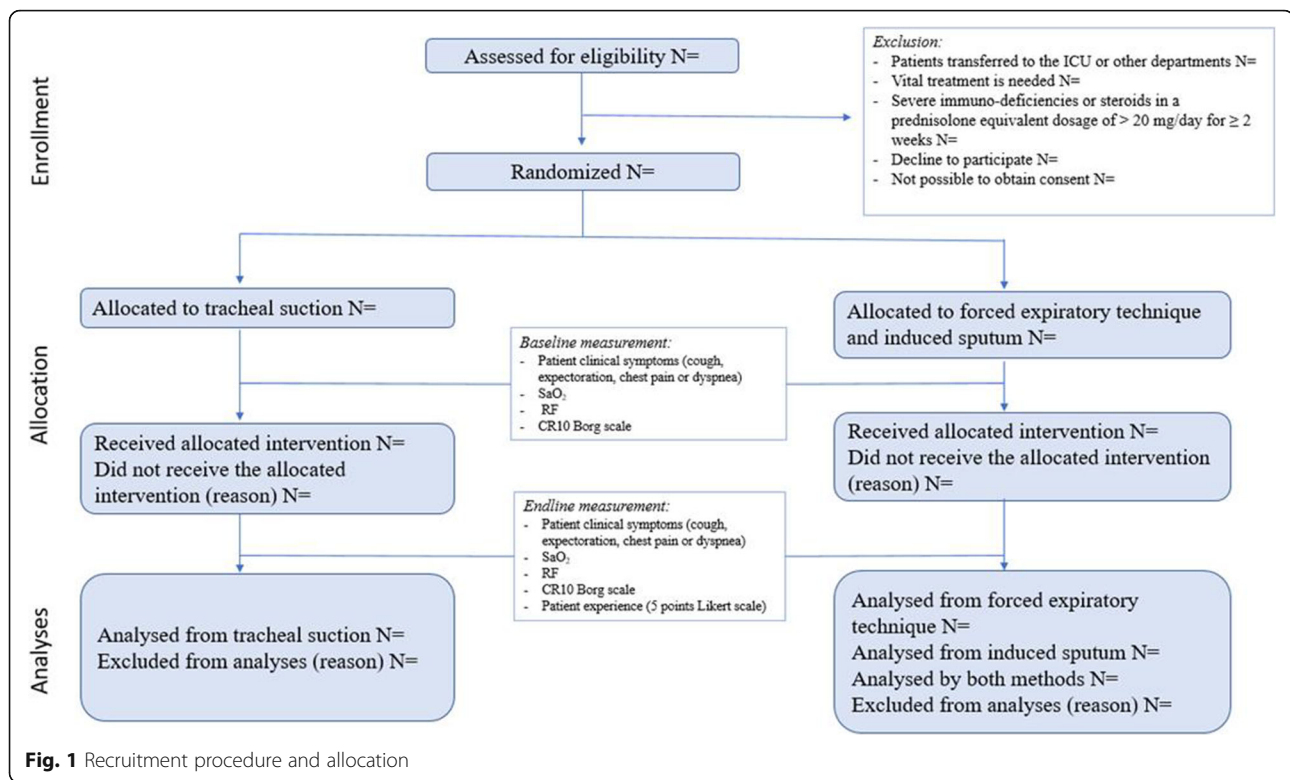 Enrollment
Assessed for eligibility N=
Exclusion:
- Patients transferred to the ICU or other departments N=
- Vital treatment is needed N=
- Severe immuno-deficiencies or steroids in a
prednisolone equivalent dosage of > 20 mg/day for ≥ 2
weeks N=
- Decline to participate N=
- Not possible to obtain consent N=
Randomized N=
Allocation
Allocated to tracheal suction N=
Allocated to forced expiratory technique
and induced sputum N=
Baseline measurement:
- Patient clinical symptoms (cough,
expectoration, chest pain or dyspnea)
- SaO₂
- RF
- CR10 Borg scale
Received allocated intervention N=
Did not receive the allocated
intervention (reason) N=
Received allocated intervention N=
Did not receive the allocated intervention
(reason) N=
Endline measurement:
- Patient clinical symptoms (cough,
expectoration, chest pain or dyspnea)
- SaO₂
- RF
- CR10 Borg scale
- Patient experience (5 points Likert scale)
Analyses
Analysed from tracheal suction N=
Excluded from analyses (reason) N=
Analysed from forced expiratory
technique N=
Analysed from induced sputum N=
Analysed by both methods N=
Excluded from analyses (reason) N=
Fig. 1 Recruitment procedure and allocation